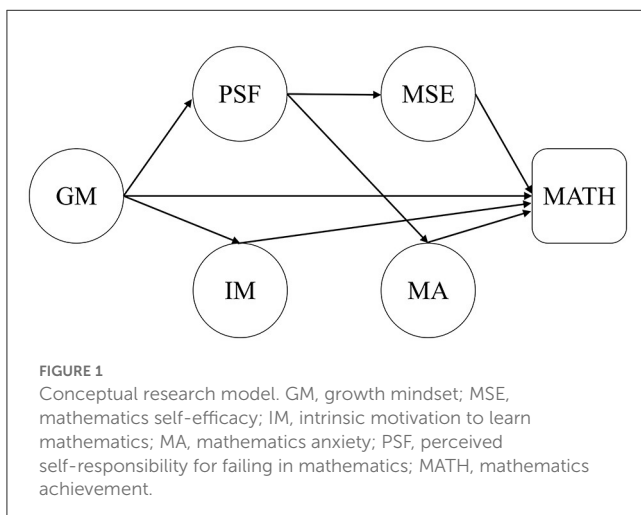 PSF
MSE
GM
MATH
IM
MA
FIGURE 1
Conceptual research model. GM, growth mindset; MSE,
mathematics self-efficacy; IM, intrinsic motivation to learn
mathematics; MA, mathematics anxiety; PSF, perceived
self-responsibility for failing in mathematics; MATH, mathematics
achievement.